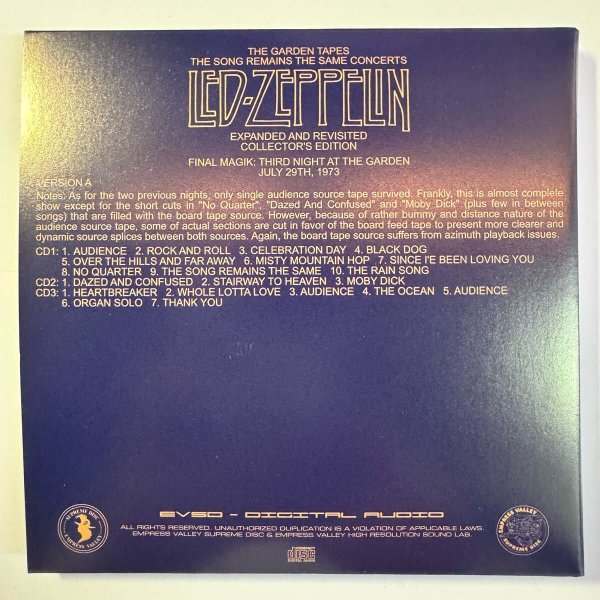 THE GARDEN TAPES
THE SONG REMAINS THE SAME CONCERTS
LED-ZEPPELIN
EXPANDED AND REVISITED
COLLECTOR'S EDITION
FINAL MAGIK: THIRD NIGHT AT THE GARDEN
JULY 29TH, 1973
VERSION A
Notes: As for the two previous nights, only single audience source tape survived. Frankly, this is almost complete
show except for the short cuts in "No Quarter", "Dazed And Confused" and "Moby Dick" (plus few in between
songs) that are filled with the board tape source. However, because of rather bummy and distance nature of the
audience source tape, some of actual sections are cut in favor of the board feed tape to present more clearer and
dynamic source splices between both sources. Again, the board tape source suffers from azimuth playback issues.
CD1: 1. AUDIENCE 2. ROCK AND ROLL 3. CELEBRATION DAY 4. BLACK DOG
5. OVER THE HILLS AND FAR AWAY 6. MISTY MOUNTAIN HOP 7. SINCE I'E BEEN LOVING YOU
8. NO QUARTER 9. THE SONG REMAINS THE SAME 10. THE RAIN SONG
CD2: 1. DAZED AND CONFUSED 2. STAIRWAY TO HEAVEN 3. MOBY DICK
CD3: 1. HEARTBREAKER 2. WHOLE LOTTA LOVE 3. AUDIENCE 4. THE OCEAN 5. AUDIENCE
6. ORGAN SOLO 7. THANK YOU
SUPREME DISC
EMPRESS VALLEY
EVSD - DIGITAL AUDIO
ALL RIGHTS RESERVED. UNAUTHORIZED DUPLICATION IS A VIOLATION OF APPLICABLE LAWS.
EMPRESS VALLEY SUPREME DISC & EMPRESS VALLEY HIGH RESOLUTION SOUND LAB.
COMPACT
disc
DIGITAL AUDIO
EMPRESS VALLEY
SUPREME DISC